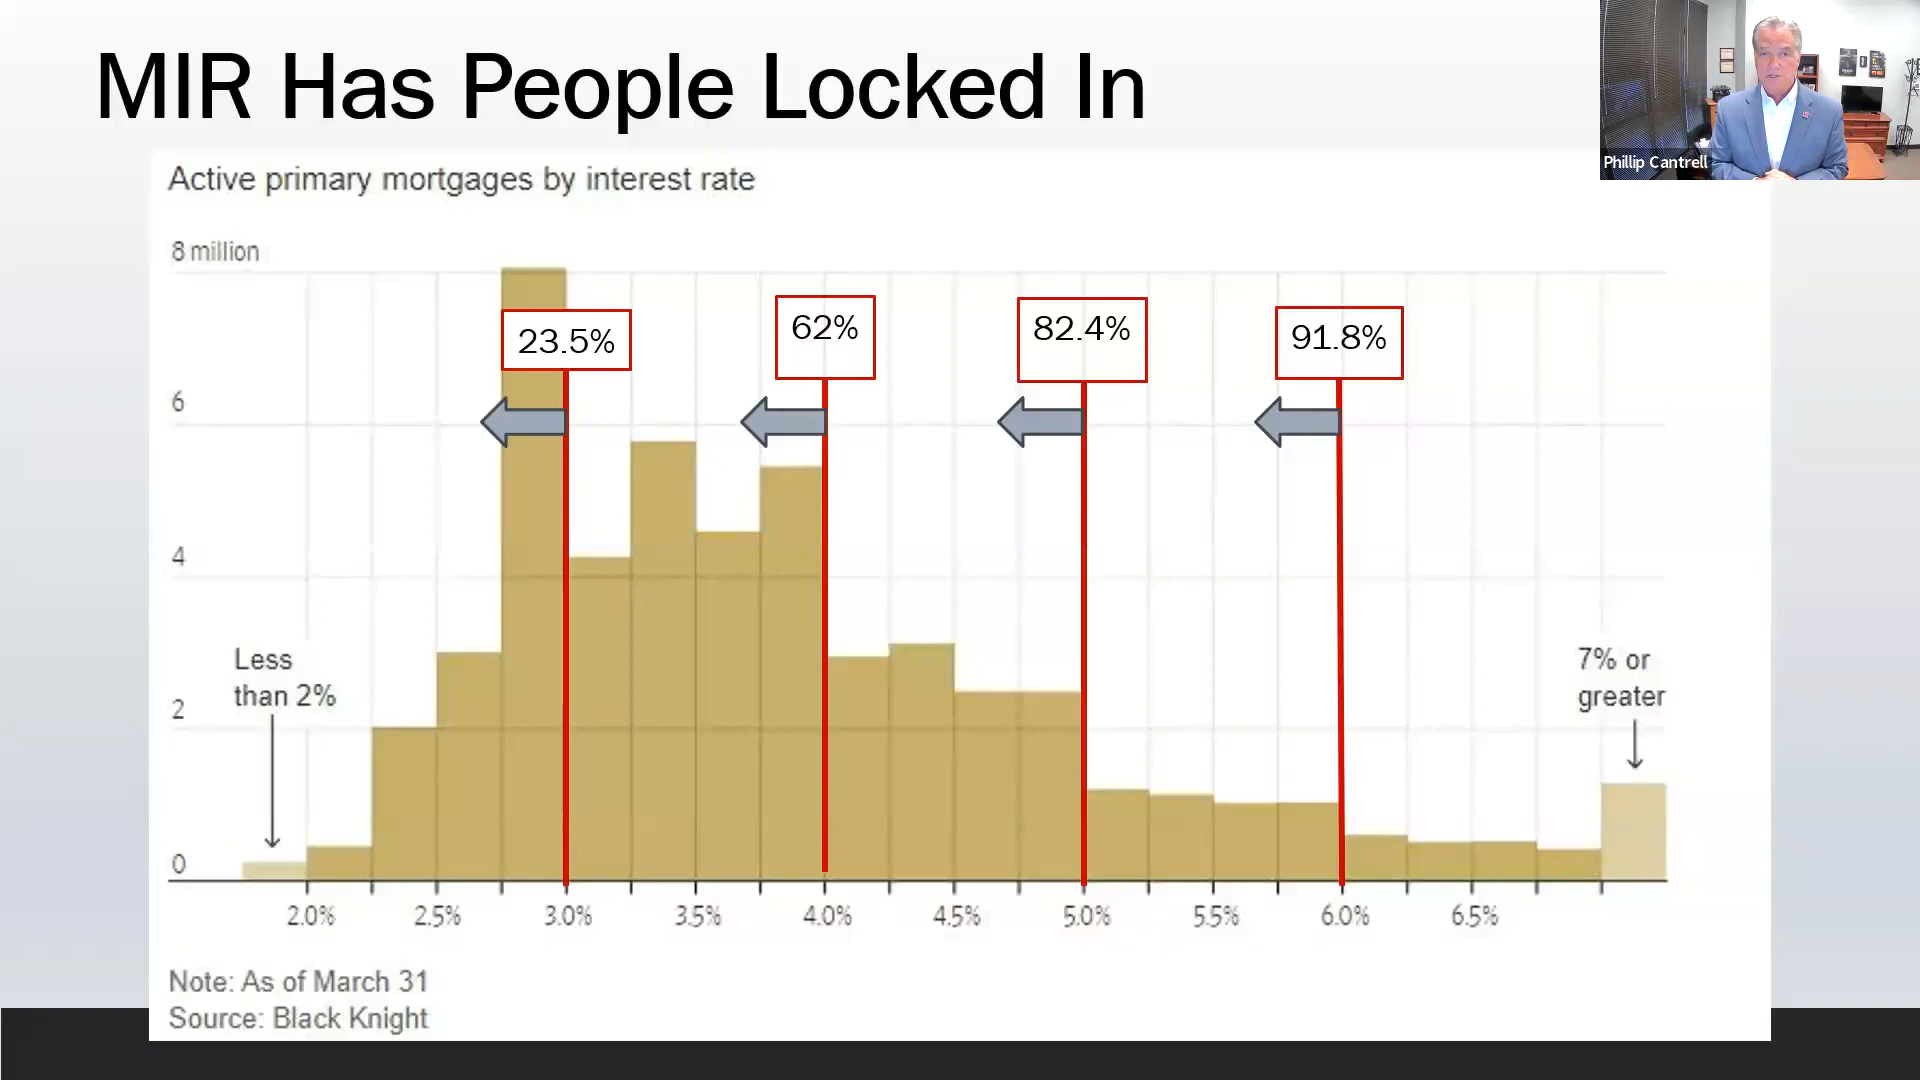 MIR Has People Locked In
Phillip Cantrell
Active primary mortgages by interest rate
8 million
23.5%
62%
82.4%
91.8%
6
4
Less
than 2%
7% or
greater
2
0
2.0%
2.5%
3.0%
3.5%
4.0%
4.5%
5.0%
5.5%
6.0%
6.5%
Note: As of March 31
Source: Black Knight